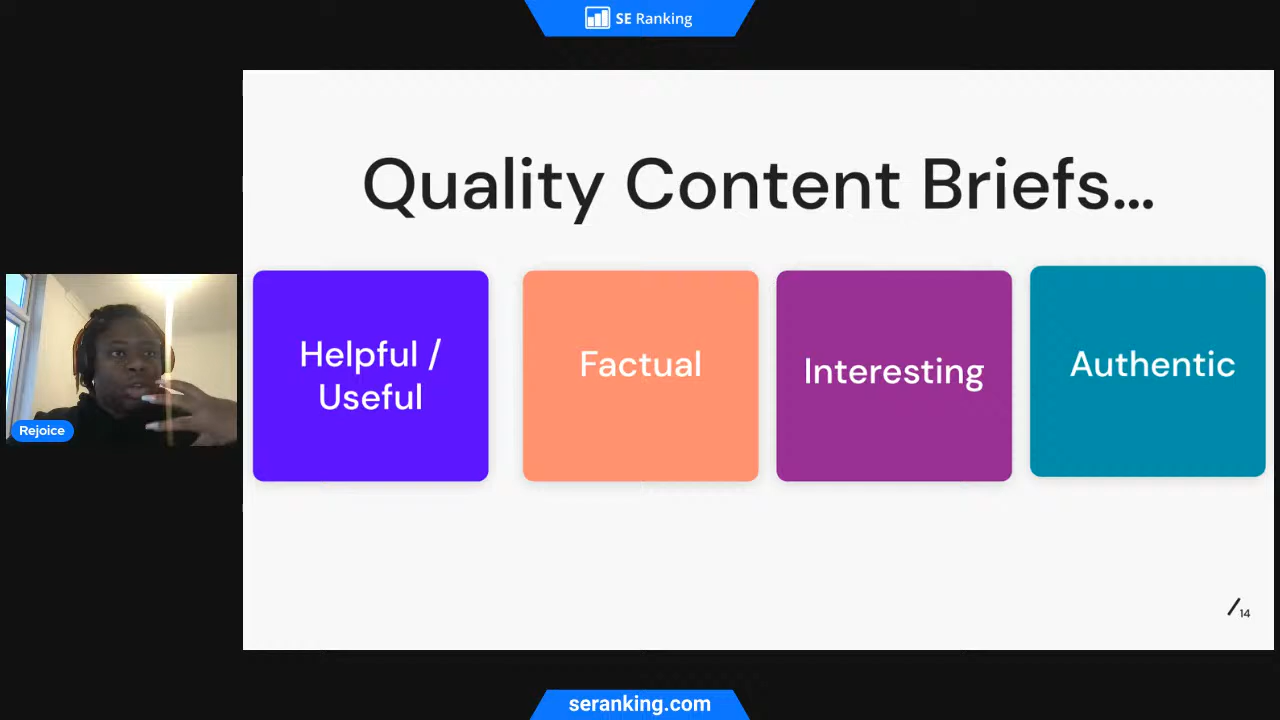 SE Ranking
Quality Content Briefs...
Helpful /
Useful
Factual
Interesting
Authentic
Rejoice
/14
seranking.com